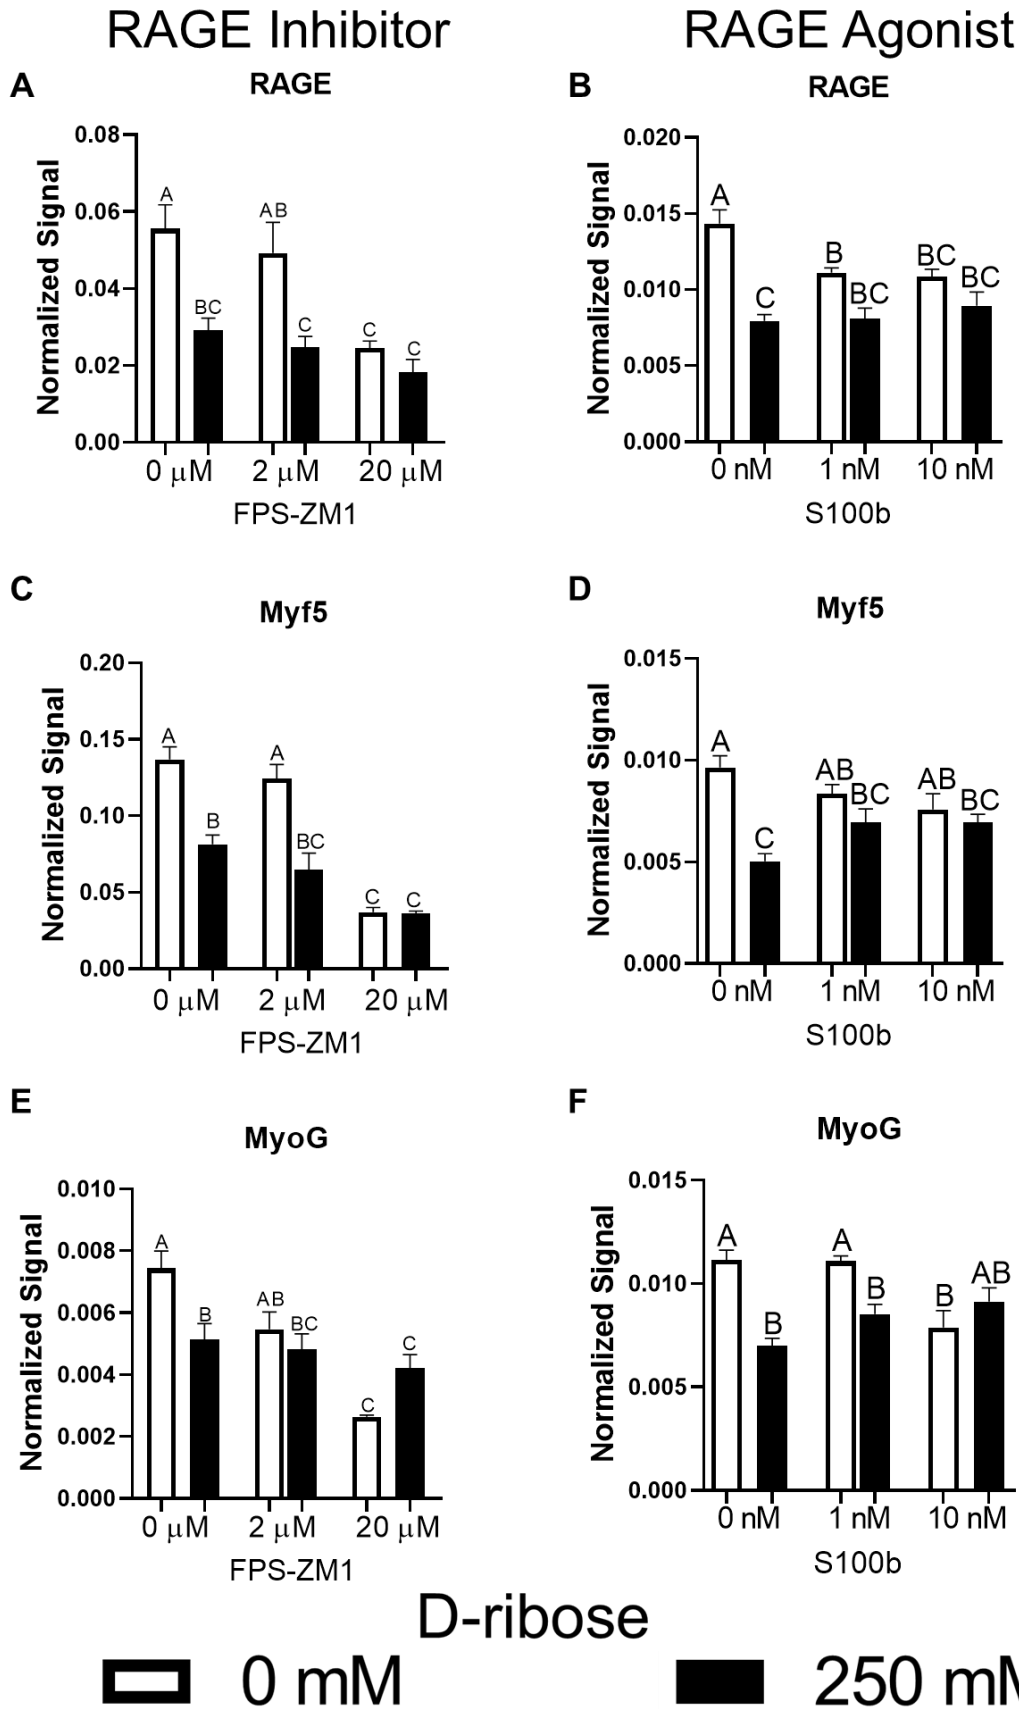 RAGE Inhibitor
RAGE Agonist
A
RAGE
0.08
0.06
0.04
0.02
0.00
Normalized Signal
A
BC
AB
C
C
C
0 μM
2 μM
20 μM
FPS-ZM1
B
RAGE
0.020
0.015
0.010
0.005
0.000
Normalized Signal
A
C
B
BC
BC
BC
0 nM
1 nM
10 nM
S100b
C
Myf5
0.20
0.15
0.10
0.05
0.00
Normalized Signal
A
B
A
BC
C
C
0 μM
2 μM
20 μM
FPS-ZM1
D
Myf5
0.015
0.010
0.005
0.000
Normalized Signal
A
C
AB
BC
AB
BC
0 nM
1 nM
10 nM
S100b
E
MyoG
0.010
0.008
0.006
0.004
0.002
0.000
Normalized Signal
A
B
AB
BC
C
C
0 μM
2 μM
20 μM
FPS-ZM1
F
MyoG
0.015
0.010
0.005
0.000
Normalized Signal
A
B
A
B
B
AB
0 nM
1 nM
10 nM
S100b
D-ribose
0 mM
250 mM